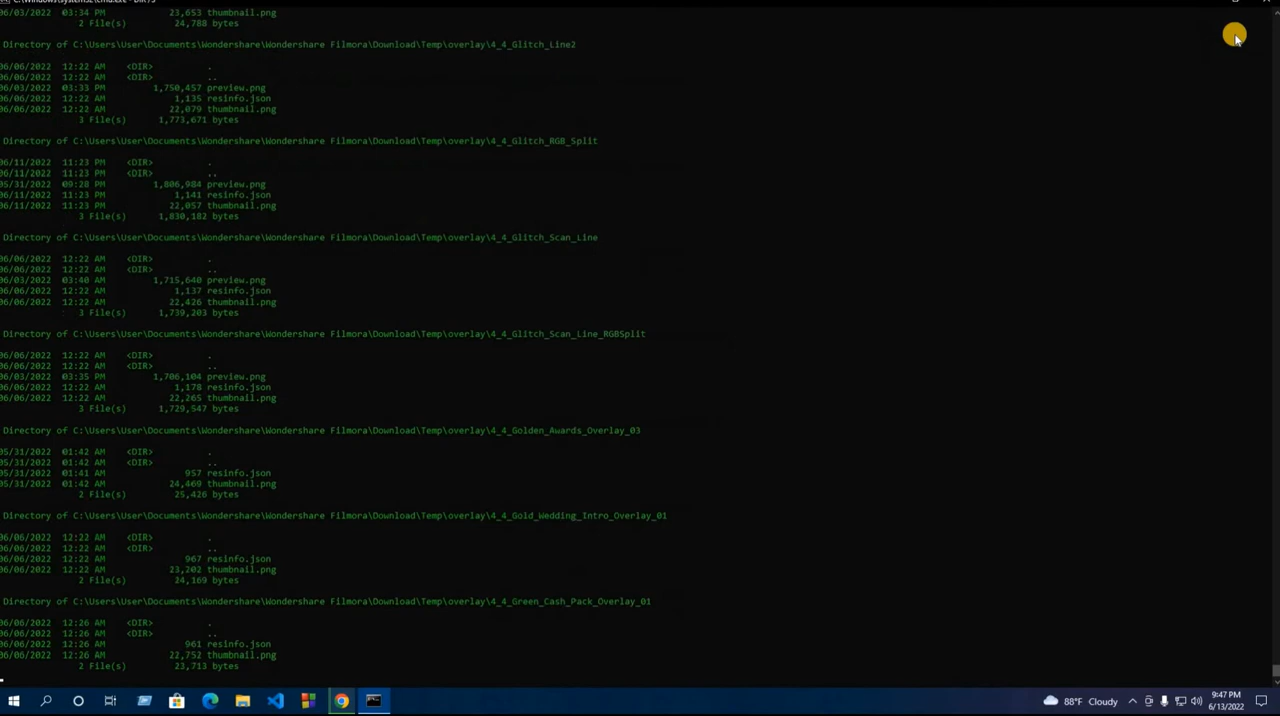 C:\Windows\system32\cmd.exe - DIR /S
06/03/2022  03:34 PM            23,653 thumbnail.png
2 File(s)         24,788 bytes
Directory of C:\Users\User\Documents\Wondershare\Wondershare Filmora\Download\Temp\overlay\4_4_Glitch_Line2
06/06/2022  12:22 AM    <DIR>          .
06/06/2022  12:22 AM    <DIR>          ..
06/03/2022  03:33 PM         1,750,457 preview.png
06/06/2022  12:22 AM             1,135 resinfo.json
06/06/2022  12:22 AM            22,079 thumbnail.png
3 File(s)      1,773,671 bytes
Directory of C:\Users\User\Documents\Wondershare\Wondershare Filmora\Download\Temp\overlay\4_4_Glitch_RGB_Split
06/11/2022  11:23 PM    <DIR>          .
06/11/2022  11:23 PM    <DIR>          ..
05/31/2022  09:28 PM         1,806,984 preview.png
06/11/2022  11:23 PM             1,141 resinfo.json
06/11/2022  11:23 PM            22,057 thumbnail.png
3 File(s)      1,830,182 bytes
Directory of C:\Users\User\Documents\Wondershare\Wondershare Filmora\Download\Temp\overlay\4_4_Glitch_Scan_Line
06/06/2022  12:22 AM    <DIR>          .
06/06/2022  12:22 AM    <DIR>          ..
06/03/2022  03:40 PM         1,715,640 preview.png
06/06/2022  12:22 AM             1,137 resinfo.json
06/06/2022  12:22 AM            22,426 thumbnail.png
3 File(s)      1,739,203 bytes
Directory of C:\Users\User\Documents\Wondershare\Wondershare Filmora\Download\Temp\overlay\4_4_Glitch_Scan_Line_RGBSplit
06/06/2022  12:22 AM    <DIR>          .
06/06/2022  12:22 AM    <DIR>          ..
06/03/2022  03:35 PM         1,706,104 preview.png
06/06/2022  12:22 AM             1,178 resinfo.json
06/06/2022  12:22 AM            22,265 thumbnail.png
3 File(s)      1,729,547 bytes
Directory of C:\Users\User\Documents\Wondershare\Wondershare Filmora\Download\Temp\overlay\4_4_Golden_Awards_Overlay_03
05/31/2022  01:42 AM    <DIR>          .
05/31/2022  01:42 AM    <DIR>          ..
05/31/2022  01:41 AM               957 resinfo.json
05/31/2022  01:42 AM            24,469 thumbnail.png
2 File(s)         25,426 bytes
Directory of C:\Users\User\Documents\Wondershare\Wondershare Filmora\Download\Temp\overlay\4_4_Gold_Wedding_Intro_Overlay_01
06/06/2022  12:22 AM    <DIR>          .
06/06/2022  12:22 AM    <DIR>          ..
06/06/2022  12:22 AM               967 resinfo.json
06/06/2022  12:22 AM            23,202 thumbnail.png
2 File(s)         24,169 bytes
Directory of C:\Users\User\Documents\Wondershare\Wondershare Filmora\Download\Temp\overlay\4_4_Green_Cash_Pack_Overlay_01
06/06/2022  12:26 AM    <DIR>          .
06/06/2022  12:26 AM    <DIR>          ..
06/06/2022  12:26 AM               961 resinfo.json
06/06/2022  12:26 AM            22,752 thumbnail.png
2 File(s)         23,713 bytes
88°F Cloudy
9:47 PM
6/13/2022